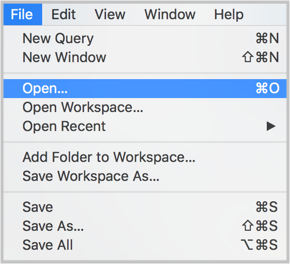 File Edit View Window Help
New Query ⌘N
New Window ⇧⌘N
Open... ⌘O
Open Workspace...
Open Recent ▶
Add Folder to Workspace...
Save Workspace As...
Save ⌘S
Save As... ⇧⌘S
Save All ⌥⌘S